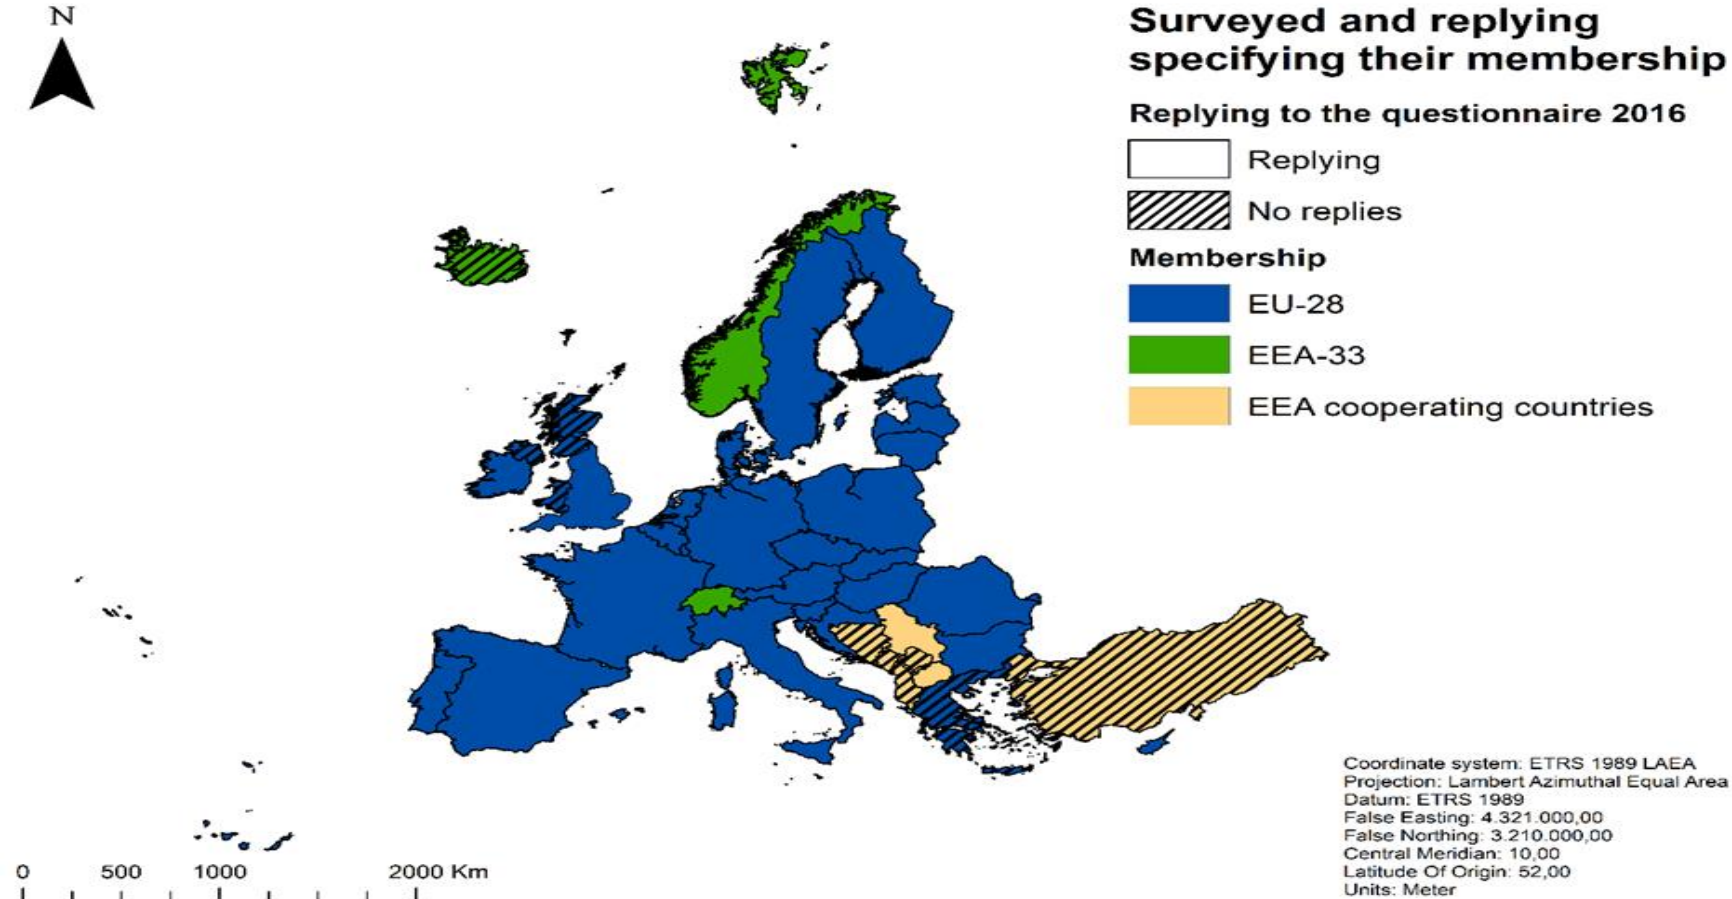 N
Surveyed and replying
specifying their membership
Replying to the questionnaire 2016
Replying
No replies
Membership
EU-28
EEA-33
EEA cooperating countries
Coordinate system: ETRS 1989 LAEA
Projection: Lambert Azimuthal Equal Area
Datum: ETRS 1989
False Easting: 4.321.000,00
False Northing: 3.210.000,00
Central Meridian: 10,00
Latitude Of Origin: 52,00
Units: Meter
0 500 1000 2000 Km